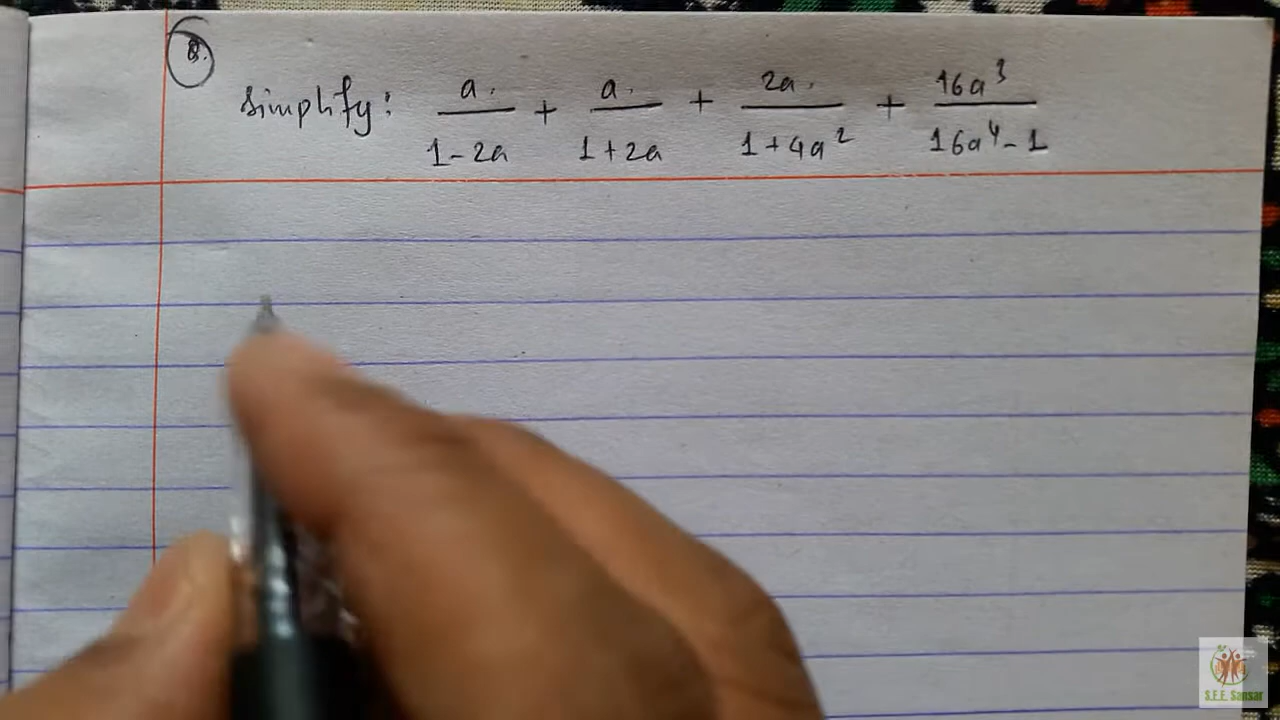 8.
Simplify: a/(1-2a) + a/(1+2a) + 2a/(1+4a²) + 16a³/(16a⁴-1)
S.E.E. Sansar